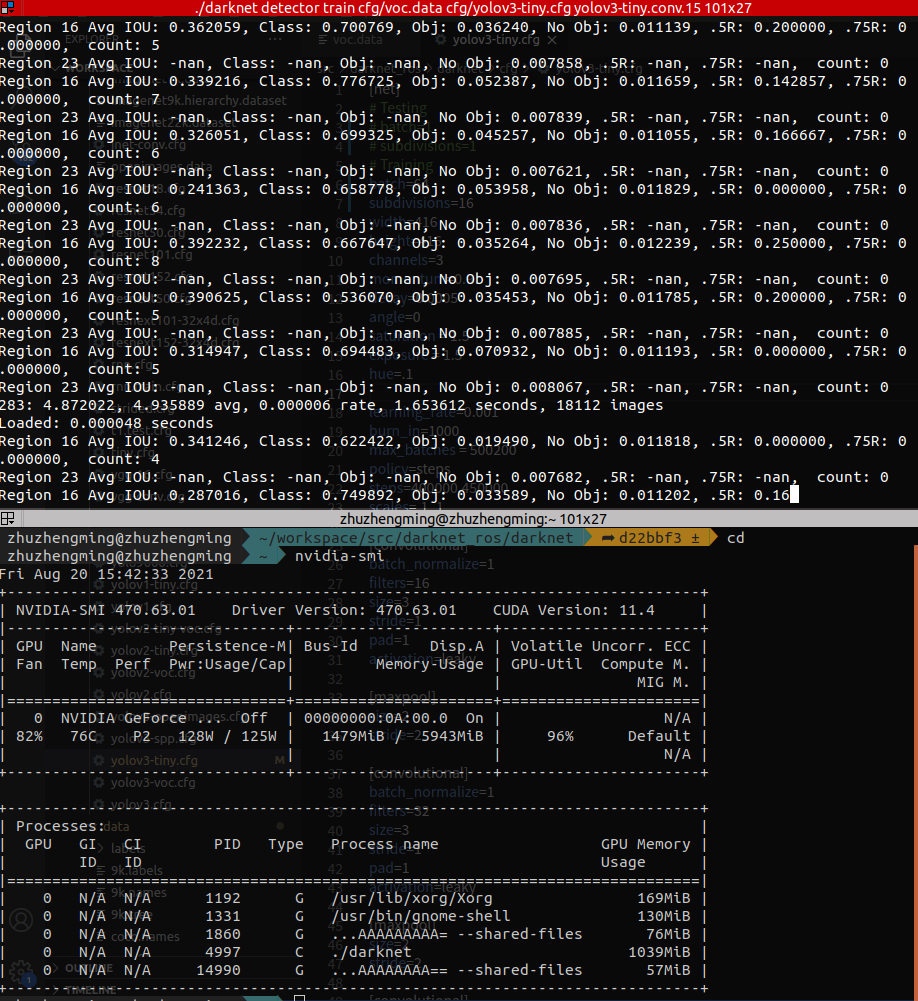 ./darknet detector train cfg/voc.data cfg/yolov3-tiny.cfg yolov3-tiny.conv.15 101x27
Region 16 Avg IOU: 0.362059, Class: 0.700769, Obj: 0.036240, No Obj: 0.011139, .5R: 0.200000, .75R: 0
.000000,  count: 5
Region 23 Avg IOU: -nan, Class: -nan, Obj: -nan, No Obj: 0.007858, .5R: -nan, .75R: -nan,  count: 0
Region 16 Avg IOU: 0.339216, Class: 0.776725, Obj: 0.052387, No Obj: 0.011659, .5R: 0.142857, .75R: 0
.000000,  count: 7
Region 23 Avg IOU: -nan, Class: -nan, Obj: -nan, No Obj: 0.007839, .5R: -nan, .75R: -nan,  count: 0
Region 16 Avg IOU: 0.326051, Class: 0.699325, Obj: 0.045257, No Obj: 0.011055, .5R: 0.166667, .75R: 0
.000000,  count: 6
Region 23 Avg IOU: -nan, Class: -nan, Obj: -nan, No Obj: 0.007621, .5R: -nan, .75R: -nan,  count: 0
Region 16 Avg IOU: 0.241363, Class: 0.658778, Obj: 0.053958, No Obj: 0.011829, .5R: 0.000000, .75R: 0
.000000,  count: 6
Region 23 Avg IOU: -nan, Class: -nan, Obj: -nan, No Obj: 0.007836, .5R: -nan, .75R: -nan,  count: 0
Region 16 Avg IOU: 0.392232, Class: 0.667647, Obj: 0.035264, No Obj: 0.012239, .5R: 0.250000, .75R: 0
.000000,  count: 8
Region 23 Avg IOU: -nan, Class: -nan, Obj: -nan, No Obj: 0.007695, .5R: -nan, .75R: -nan,  count: 0
Region 16 Avg IOU: 0.390625, Class: 0.536070, Obj: 0.035453, No Obj: 0.011785, .5R: 0.200000, .75R: 0
.000000,  count: 5
Region 23 Avg IOU: -nan, Class: -nan, Obj: -nan, No Obj: 0.007885, .5R: -nan, .75R: -nan,  count: 0
Region 16 Avg IOU: 0.314947, Class: 0.694483, Obj: 0.070932, No Obj: 0.011193, .5R: 0.000000, .75R: 0
.000000,  count: 5
Region 23 Avg IOU: -nan, Class: -nan, Obj: -nan, No Obj: 0.008067, .5R: -nan, .75R: -nan,  count: 0
283: 4.872022, 4.935889 avg, 0.000006 rate, 1.653612 seconds, 18112 images
Loaded: 0.000048 seconds
Region 16 Avg IOU: 0.341246, Class: 0.622422, Obj: 0.019490, No Obj: 0.011818, .5R: 0.000000, .75R: 0
.000000,  count: 4
Region 23 Avg IOU: -nan, Class: -nan, Obj: -nan, No Obj: 0.007682, .5R: -nan, .75R: -nan,  count: 0
Region 16 Avg IOU: 0.287016, Class: 0.749892, Obj: 0.033589, No Obj: 0.011202, .5R: 0.16
zhuzhengming@zhuzhengming:~ 101x27
zhuzhengming@zhuzhengming ~/workspace/src/darknet_ros/darknet ➦ d22bbf3 ± cd
zhuzhengming@zhuzhengming ~ nvidia-smi
Fri Aug 20 15:42:33 2021
+-----------------------------------------------------------------------------+
| NVIDIA-SMI 470.63.01    Driver Version: 470.63.01    CUDA Version: 11.4     |
|-------------------------------+----------------------+----------------------+
| GPU  Name        Persistence-M| Bus-Id        Disp.A | Volatile Uncorr. ECC |
| Fan  Temp  Perf  Pwr:Usage/Cap|         Memory-Usage | GPU-Util  Compute M. |
|                               |                      |               MIG M. |
|===============================+======================+======================|
|   0  NVIDIA GeForce ...  Off  | 00000000:0A:00.0  On |                  N/A |
| 82%   76C    P2   128W / 125W |   1479MiB /  5943MiB |     96%      Default |
|                               |                      |                  N/A |
+-------------------------------+----------------------+----------------------+
+-----------------------------------------------------------------------------+
| Processes:                                                                  |
|  GPU   GI   CI        PID   Type   Process name                  GPU Memory |
|        ID   ID                                                   Usage      |
|=============================================================================|
|    0   N/A  N/A      1192      G   /usr/lib/xorg/Xorg                169MiB |
|    0   N/A  N/A      1331      G   /usr/bin/gnome-shell              130MiB |
|    0   N/A  N/A      1860      G   ...AAAAAAAAA= --shared-files       76MiB |
|    0   N/A  N/A      4997      C   ./darknet                        1039MiB |
|    0   N/A  N/A     14990      G   ...AAAAAAAA== --shared-files       57MiB |
+-----------------------------------------------------------------------------+